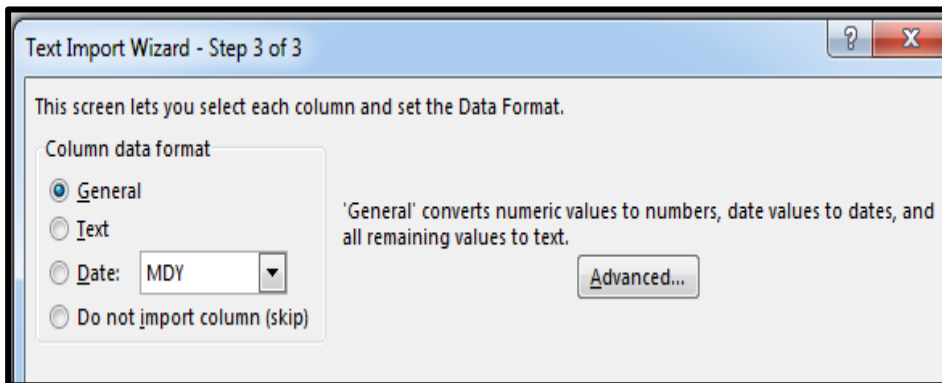 Text Import Wizard - Step 3 of 3
?
X
This screen lets you select each column and set the Data Format.
Column data format
General
Text
Date: MDY
Do not import column (skip)
'General' converts numeric values to numbers, date values to dates, and
all remaining values to text.
Advanced...